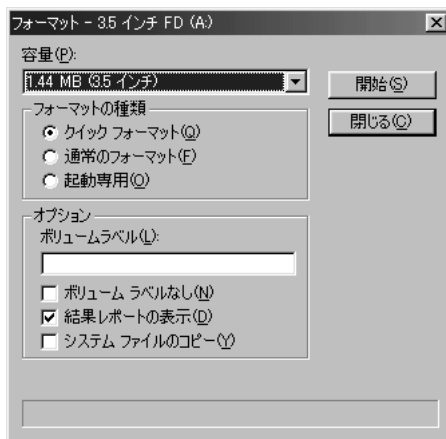 フォーマット - 3.5 インチ FD (A:)
容量(P):
1.44 MB (3.5 インチ)
開始(S)
閉じる(C)
フォーマットの種類
クイック フォーマット(Q)
通常のフォーマット(F)
起動専用(O)
オプション
ボリュームラベル(L):
ボリューム ラベルなし(N)
結果レポートの表示(D)
システム ファイルのコピー(Y)